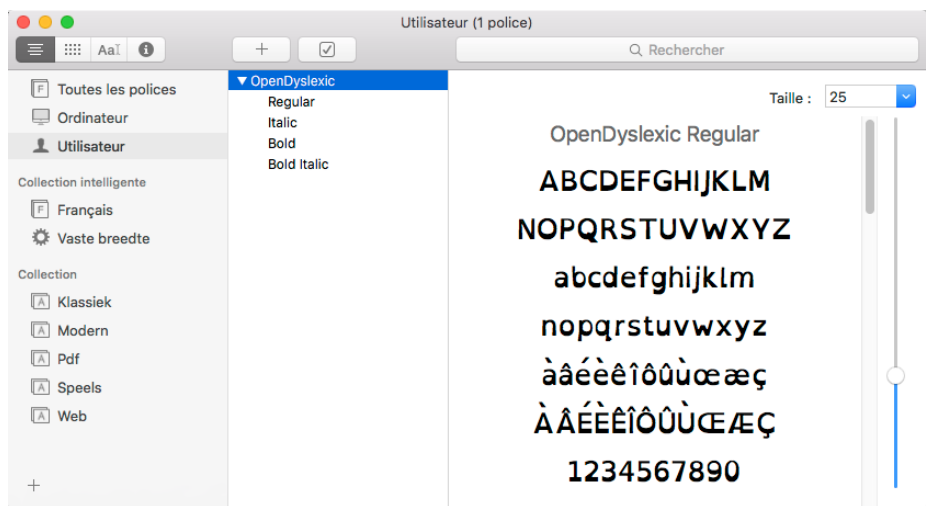 Utilisateur (1 police)
Rechercher
Toutes les polices
Ordinateur
Utilisateur
Collection intelligente
Français
Vaste breedte
Collection
Klassiek
Modern
Pdf
Speels
Web
OpenDyslexic
Regular
Italic
Bold
Bold Italic
Taille : 25
OpenDyslexic Regular
ABCDEFGHIJKLM
NOPQRSTUVWXYZ
abcdefghijklm
nopqrstuvwxyz
àâéèêîôûùœæç
ÀÂÉÈÊÎÔÛÙŒÆÇ
1234567890